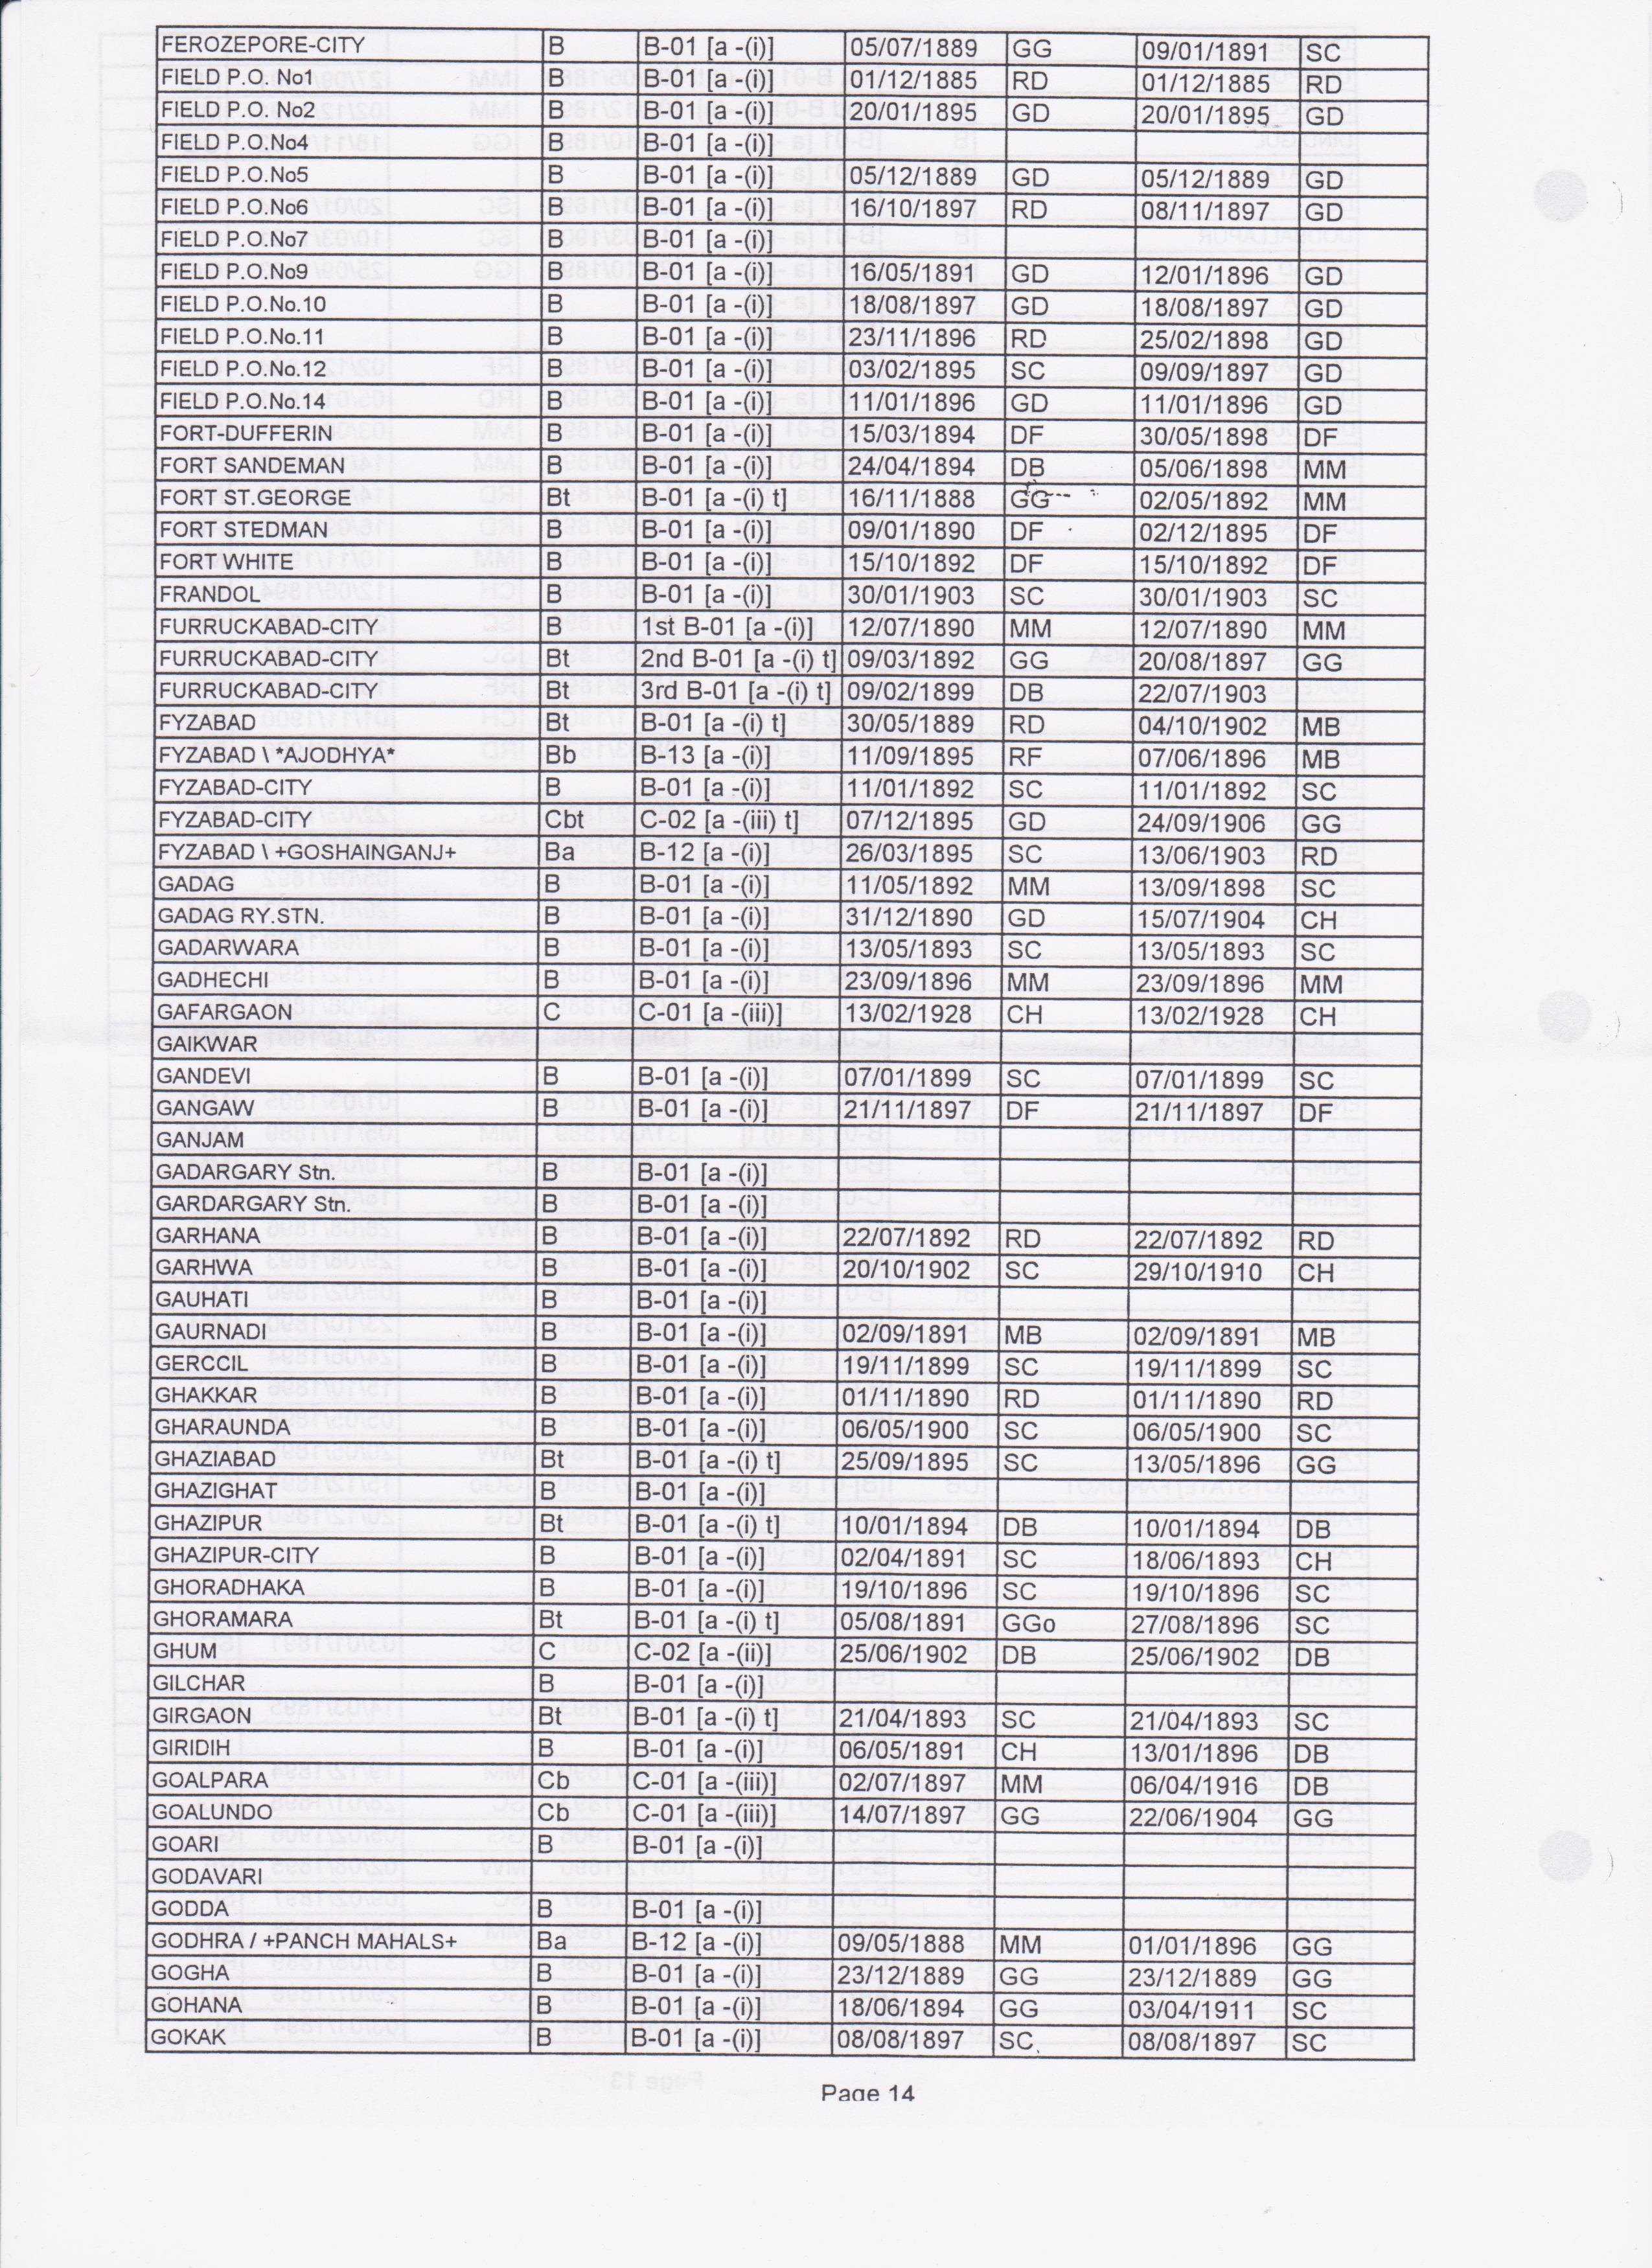 FEROZEPORE-CITY B B-01 [a -(i)] 05/07/1889 GG 09/01/1891 SC
FIELD P.O. No1 B B-01 [a -(i)] 01/12/1885 RD 01/12/1885 RD
FIELD P.O. No2 B B-01 [a -(i)] 20/01/1895 GD 20/01/1895 GD
FIELD P.O.No4 B B-01 [a -(i)]
FIELD P.O.No5 B B-01 [a -(i)] 05/12/1889 GD 05/12/1889 GD
FIELD P.O.No6 B B-01 [a -(i)] 16/10/1897 RD 08/11/1897 GD
FIELD P.O.No7 B B-01 [a -(i)]
FIELD P.O.No9 B B-01 [a -(i)] 16/05/1891 GD 12/01/1896 GD
FIELD P.O.No.10 B B-01 [a -(i)] 18/08/1897 GD 18/08/1897 GD
FIELD P.O.No.11 B B-01 [a -(i)] 23/11/1896 RD 25/02/1898 GD
FIELD P.O.No.12 B B-01 [a -(i)] 03/02/1895 SC 09/09/1897 GD
FIELD P.O.No.14 B B-01 [a -(i)] 11/01/1896 GD 11/01/1896 GD
FORT-DUFFERIN B B-01 [a -(i)] 15/03/1894 DF 30/05/1898 DF
FORT SANDEMAN B B-01 [a -(i)] 24/04/1894 DB 05/06/1898 MM
FORT ST.GEORGE Bt B-01 [a -(i) t] 16/11/1888 GG 02/05/1892 MM
FORT STEDMAN B B-01 [a -(i)] 09/01/1890 DF 02/12/1895 DF
FORT WHITE B B-01 [a -(i)] 15/10/1892 DF 15/10/1892 DF
FRANDOL B B-01 [a -(i)] 30/01/1903 SC 30/01/1903 SC
FURRUCKABAD-CITY B 1st B-01 [a -(i)] 12/07/1890 MM 12/07/1890 MM
FURRUCKABAD-CITY Bt 2nd B-01 [a -(i) t] 09/03/1892 GG 20/08/1897 GG
FURRUCKABAD-CITY Bt 3rd B-01 [a -(i) t] 09/02/1899 DB 22/07/1903
FYZABAD Bt B-01 [a -(i) t] 30/05/1889 RD 04/10/1902 MB
FYZABAD \ *AJODHYA* Bb B-13 [a -(i)] 11/09/1895 RF 07/06/1896 MB
FYZABAD-CITY B B-01 [a -(i)] 11/01/1892 SC 11/01/1892 SC
FYZABAD-CITY Cbt C-02 [a -(iii) t] 07/12/1895 GD 24/09/1906 GG
FYZABAD \ +GOSHAINGANJ+ Ba B-12 [a -(i)] 26/03/1895 SC 13/06/1903 RD
GADAG B B-01 [a -(i)] 11/05/1892 MM 13/09/1898 SC
GADAG RY.STN. B B-01 [a -(i)] 31/12/1890 GD 15/07/1904 CH
GADARWARA B B-01 [a -(i)] 13/05/1893 SC 13/05/1893 SC
GADHECHI B B-01 [a -(i)] 23/09/1896 MM 23/09/1896 MM
GAFARGAON C C-01 [a -(iii)] 13/02/1928 CH 13/02/1928 CH
GAIKWAR
GANDEVI B B-01 [a -(i)] 07/01/1899 SC 07/01/1899 SC
GANGAW B B-01 [a -(i)] 21/11/1897 DF 21/11/1897 DF
GANJAM
GADARGARY Stn. B B-01 [a -(i)]
GARDARGARY Stn. B B-01 [a -(i)]
GARHANA B B-01 [a -(i)] 22/07/1892 RD 22/07/1892 RD
GARHWA B B-01 [a -(i)] 20/10/1902 SC 29/10/1910 CH
GAUHATI B B-01 [a -(i)]
GAURNADI B B-01 [a -(i)] 02/09/1891 MB 02/09/1891 MB
GERCCIL B B-01 [a -(i)] 19/11/1899 SC 19/11/1899 SC
GHAKKAR B B-01 [a -(i)] 01/11/1890 RD 01/11/1890 RD
GHARAUNDA B B-01 [a -(i)] 06/05/1900 SC 06/05/1900 SC
GHAZIABAD Bt B-01 [a -(i) t] 25/09/1895 SC 13/05/1896 GG
GHAZIGHAT B B-01 [a -(i)]
GHAZIPUR Bt B-01 [a -(i) t] 10/01/1894 DB 10/01/1894 DB
GHAZIPUR-CITY B B-01 [a -(i)] 02/04/1891 SC 18/06/1893 CH
GHORADHAKA B B-01 [a -(i)] 19/10/1896 SC 19/10/1896 SC
GHORAMARA Bt B-01 [a -(i) t] 05/08/1891 GGo 27/08/1896 SC
GHUM C C-02 [a -(ii)] 25/06/1902 DB 25/06/1902 DB
GILCHAR B B-01 [a -(i)]
GIRGAON Bt B-01 [a -(i) t] 21/04/1893 SC 21/04/1893 SC
GIRIDIH B B-01 [a -(i)] 06/05/1891 CH 13/01/1896 DB
GOALPARA Cb C-01 [a -(iii)] 02/07/1897 MM 06/04/1916 DB
GOALUNDO Cb C-01 [a -(iii)] 14/07/1897 GG 22/06/1904 GG
GOARI B B-01 [a -(i)]
GODAVARI
GODDA B B-01 [a -(i)]
GODHRA / +PANCH MAHALS+ Ba B-12 [a -(i)] 09/05/1888 MM 01/01/1896 GG
GOGHA B B-01 [a -(i)] 23/12/1889 GG 23/12/1889 GG
GOHANA B B-01 [a -(i)] 18/06/1894 GG 03/04/1911 SC
GOKAK B B-01 [a -(i)] 08/08/1897 SC 08/08/1897 SC
Page 14